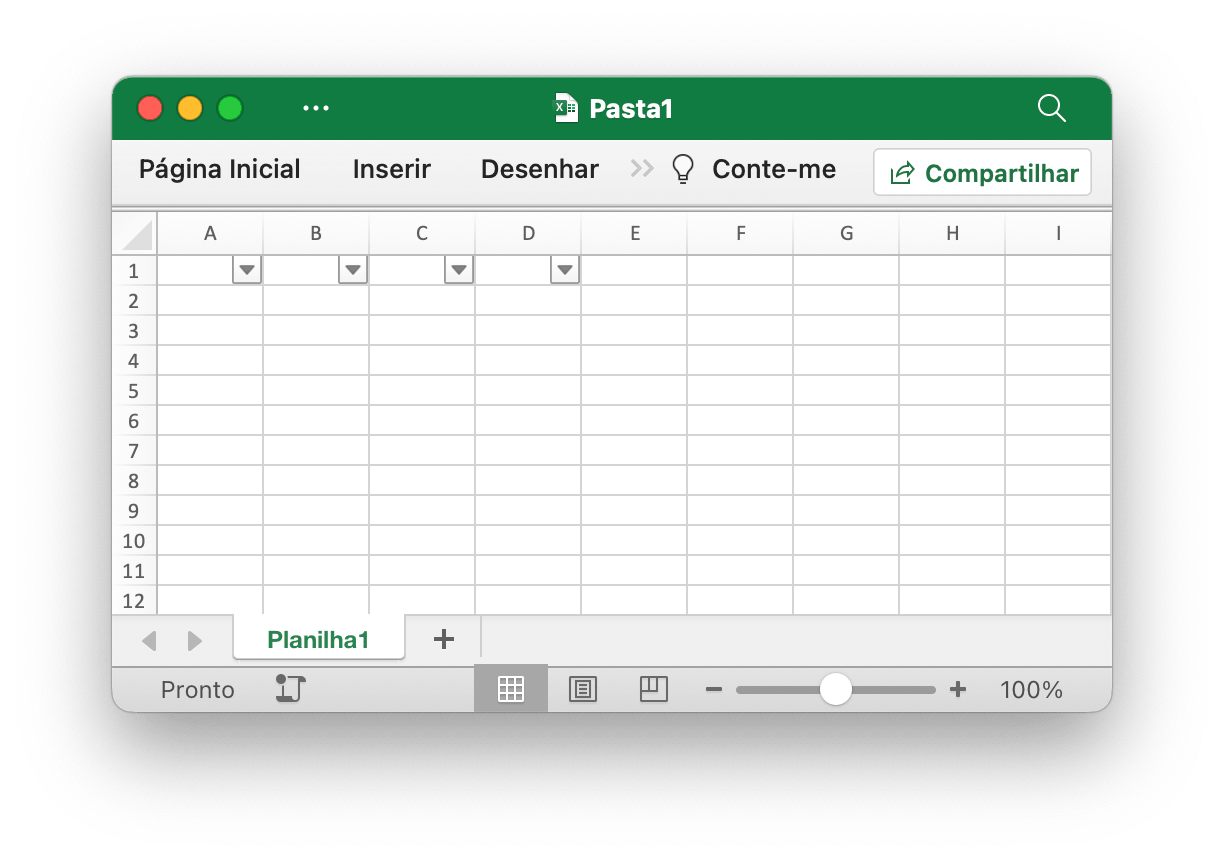 Pasta1
Página Inicial Inserir Desenhar Conte-me Compartilhar
A B C D E F G H I
1
2
3
4
5
6
7
8
9
10
11
12
Planilha1
Pronto 100%